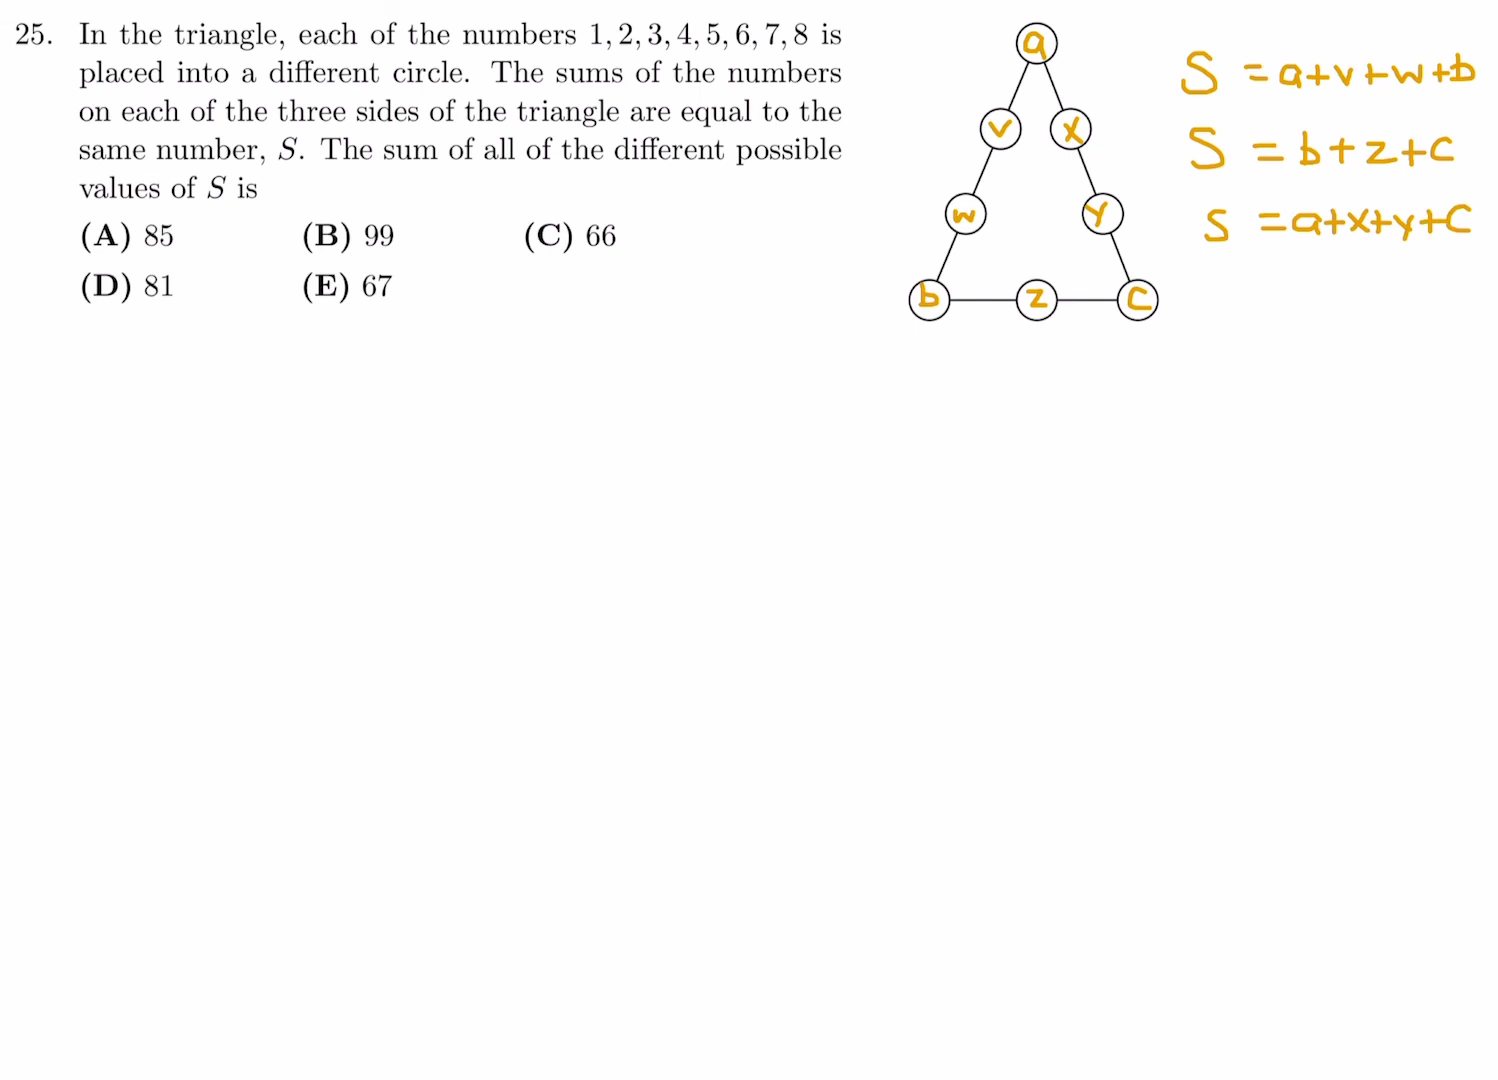 25. In the triangle, each of the numbers 1, 2, 3, 4, 5, 6, 7, 8 is
placed into a different circle. The sums of the numbers
on each of the three sides of the triangle are equal to the
same number, S. The sum of all of the different possible
values of S is
(A) 85 (B) 99 (C) 66
(D) 81 (E) 67
a
v x
w y
b z c
S = a+v+w+b
S = b+z+c
S = a+x+y+c